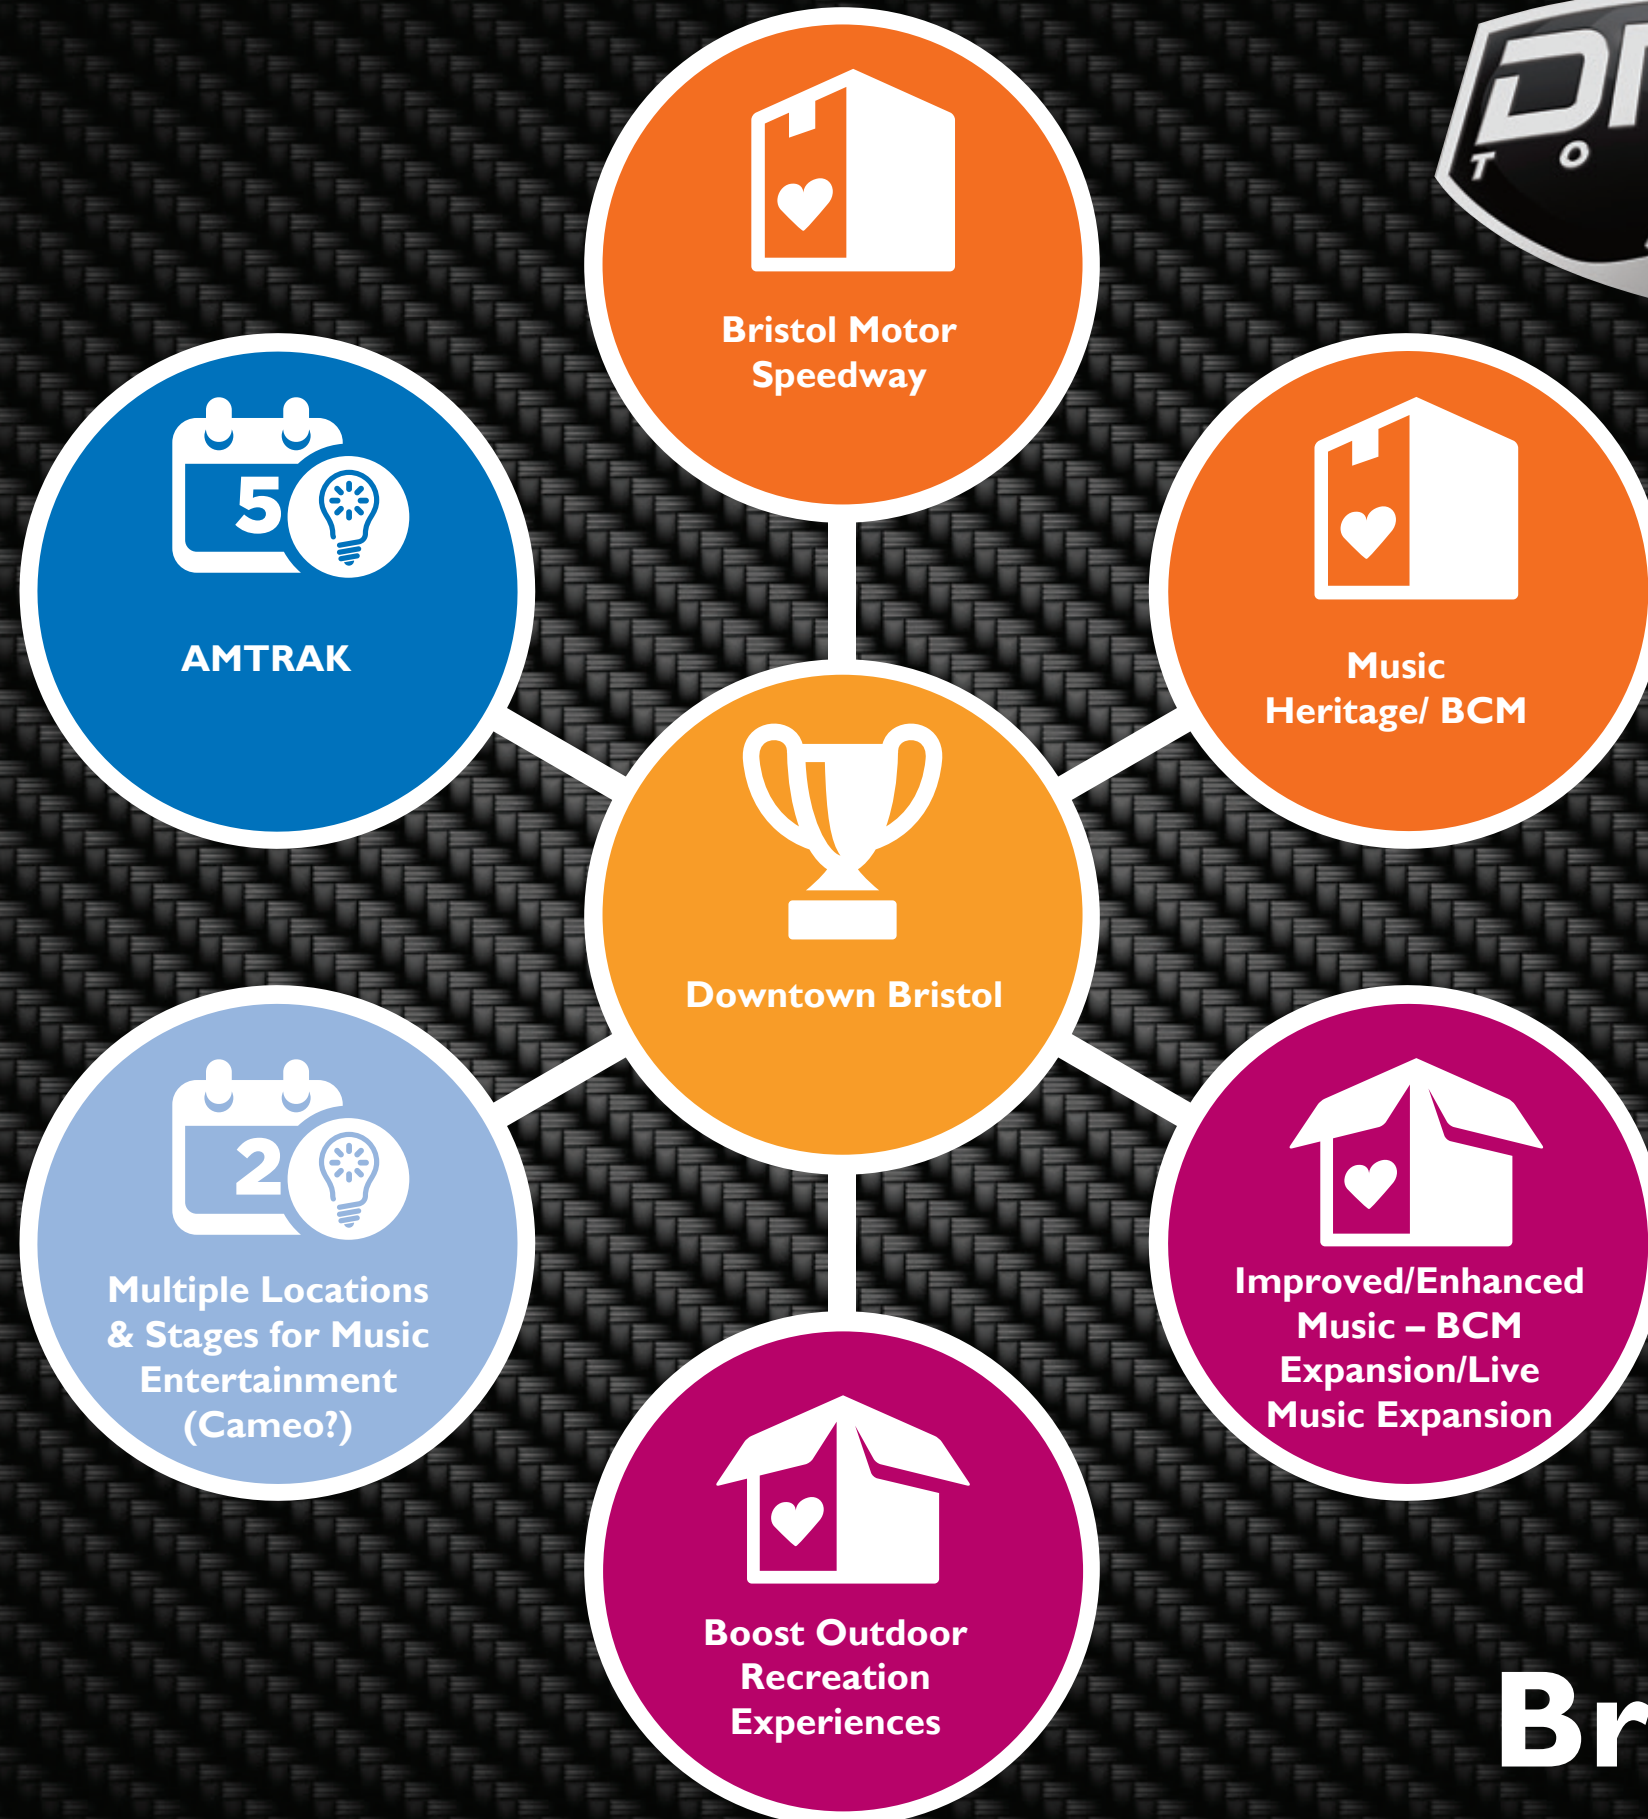 Bristol Motor
Speedway
5
AMTRAK
Music
Heritage/ BCM
Downtown Bristol
2
Multiple Locations
& Stages for Music
Entertainment
(Cameo?)
Improved/Enhanced
Music – BCM
Expansion/Live
Music Expansion
Boost Outdoor
Recreation
Experiences